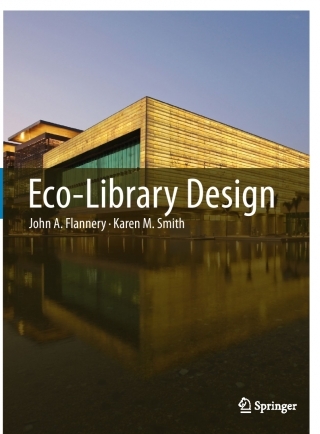 Eco-Library Design
John A. Flannery · Karen M. Smith
Springer